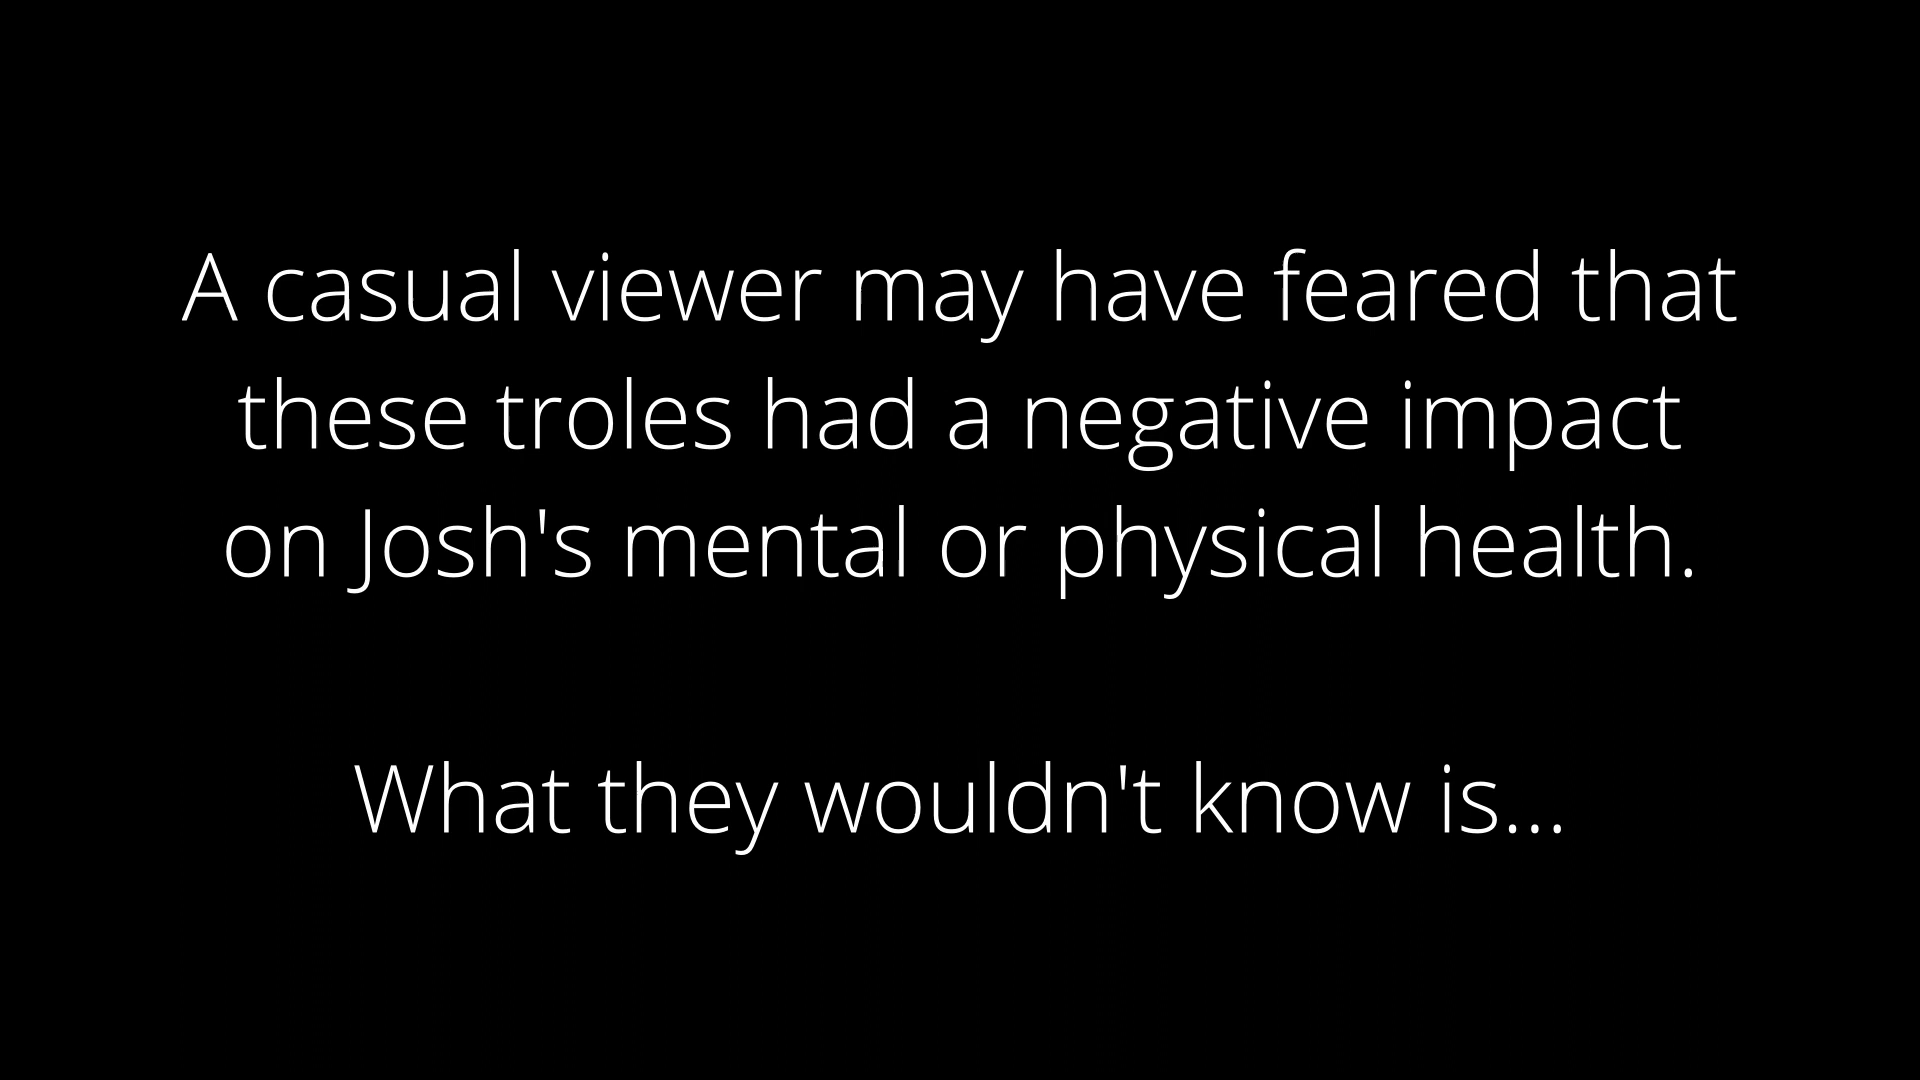 A casual viewer may have feared that
these troles had a negative impact
on Josh's mental or physical health.
What they wouldn't know is...